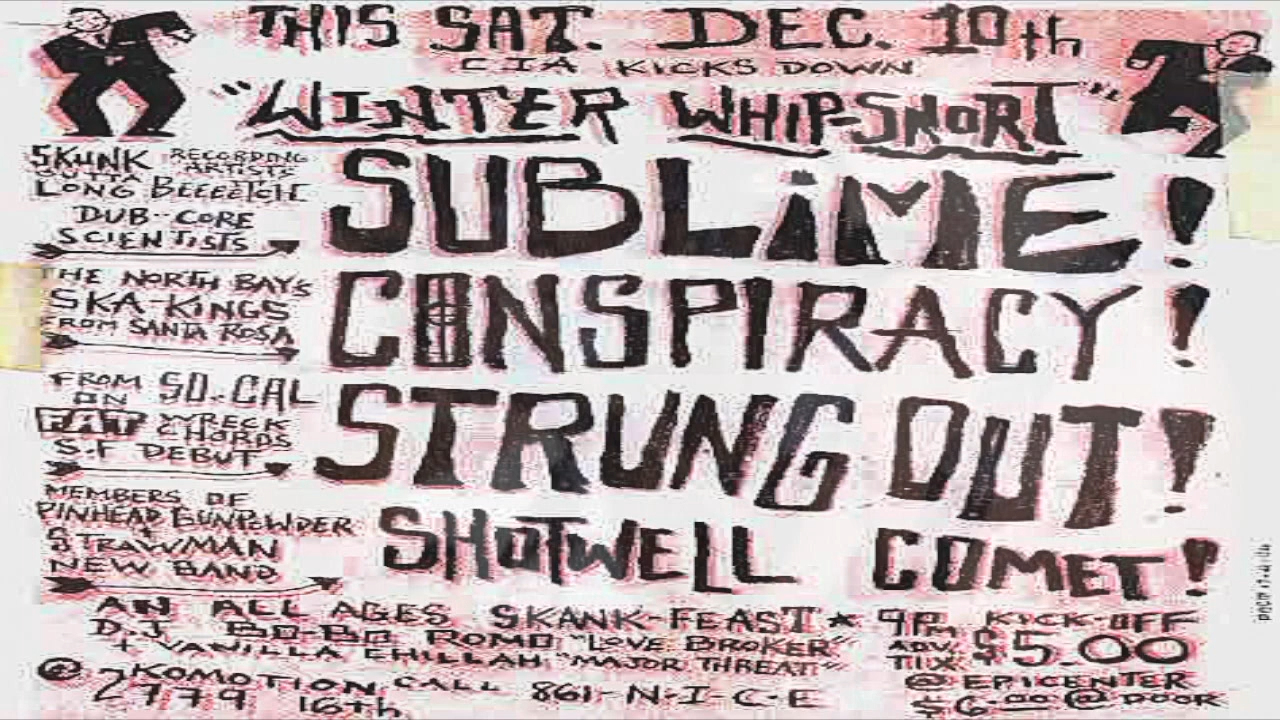 THIS SAT. DEC. 10th
CIA KICKS DOWN
"WINTER WHIP-SNORT"
SKUNK RECORDING ARTISTS
OUTTA
LONG BEEEETCH
DUB-CORE
SCIENTISTS
SUBLiME!
THE NORTH BAY'S
SKA-KINGS
FROM SANTA ROSA
CONSPIRACY!
FROM SO. CAL
ON
FAT WRECK
CHORDS
S.F DEBUT
STRUNG OUT!
MEMBERS OF
PINHEAD GUNPOWDER
STRAWMAN
NEW BAND
SHOTWELL COMET!
AN ALL AGES SKANK-FEAST ★ 9PM KICK-OFF
D.J. BO-BO ROMO "LOVE BROKER"
+ VANILLA CHILLAH "MAJOR THREAT"
ADV. TIX $5.00
@ EPICENTER
$6.00 @ DOOR
@ KOMOTION CALL 861-N-I-C-E
2779 16th